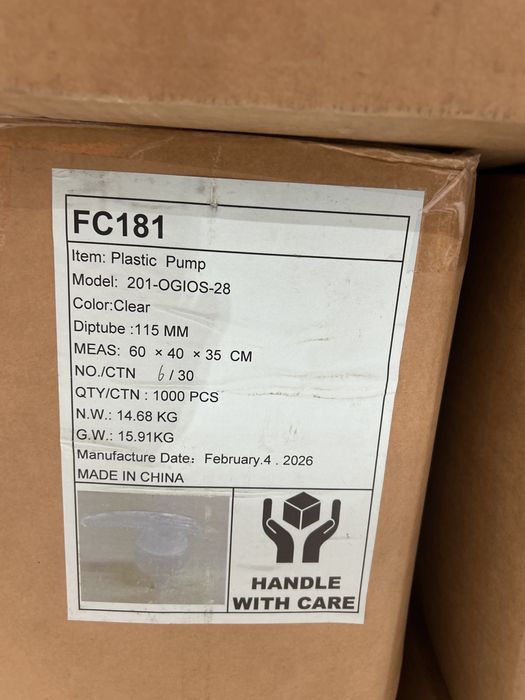 FC181
Item: Plastic Pump
Model: 201-OGIOS-28
Color:Clear
Diptube :115 MM
MEAS: 60 × 40 × 35 CM
NO./CTN 6/30
QTY/CTN : 1000 PCS
N.W.: 14.68 KG
G.W.: 15.91KG
Manufacture Date: February.4 . 2026
MADE IN CHINA
HANDLE
WITH CARE